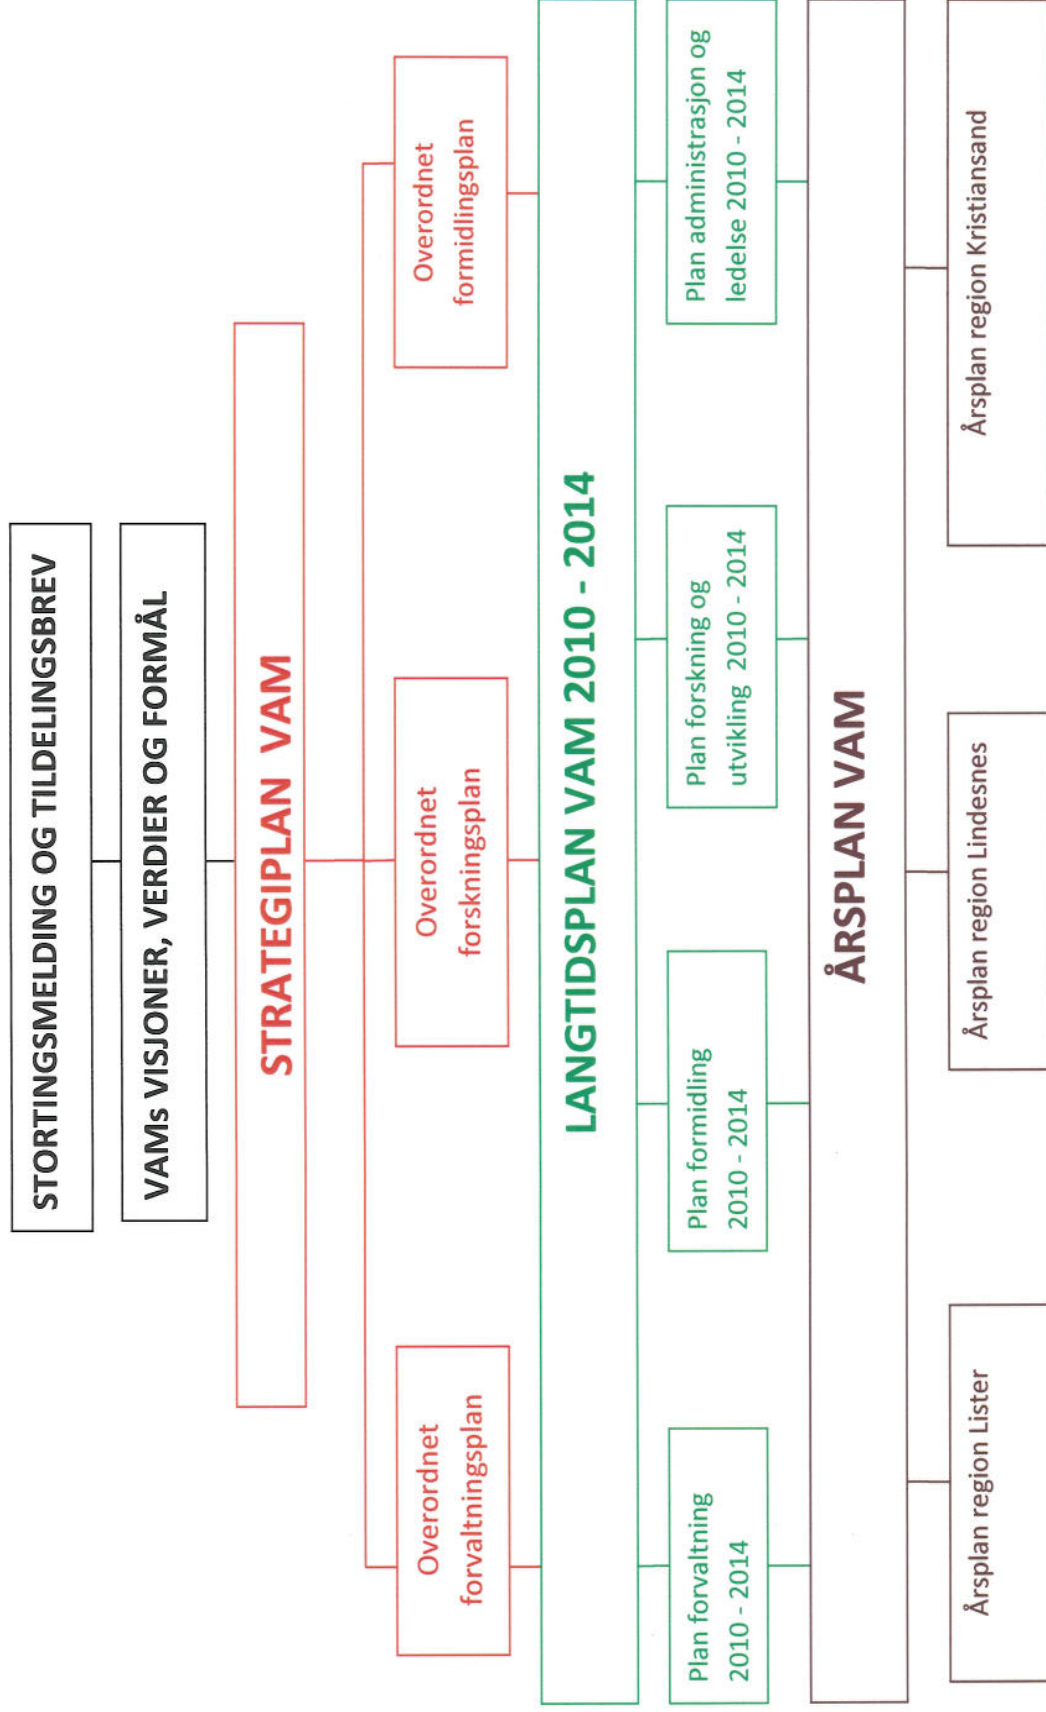 STORTINGSMELDING OG TILDELINGSBREV
VAMs VISJONER, VERDIER OG FORMÅL
STRATEGIPLAN VAM
Overordnet
forvaltningsplan
Overordnet
forskningsplan
Overordnet
formidlingsplan
LANGTIDSPLAN VAM 2010 - 2014
Plan forvaltning
2010 - 2014
Plan formidling
2010 - 2014
Plan forskning og
utvikling 2010 - 2014
Plan administrasjon og
ledelse 2010 - 2014
ÅRSPLAN VAM
Årsplan region Lister
Årsplan region Lindesnes
Årsplan region Kristiansand